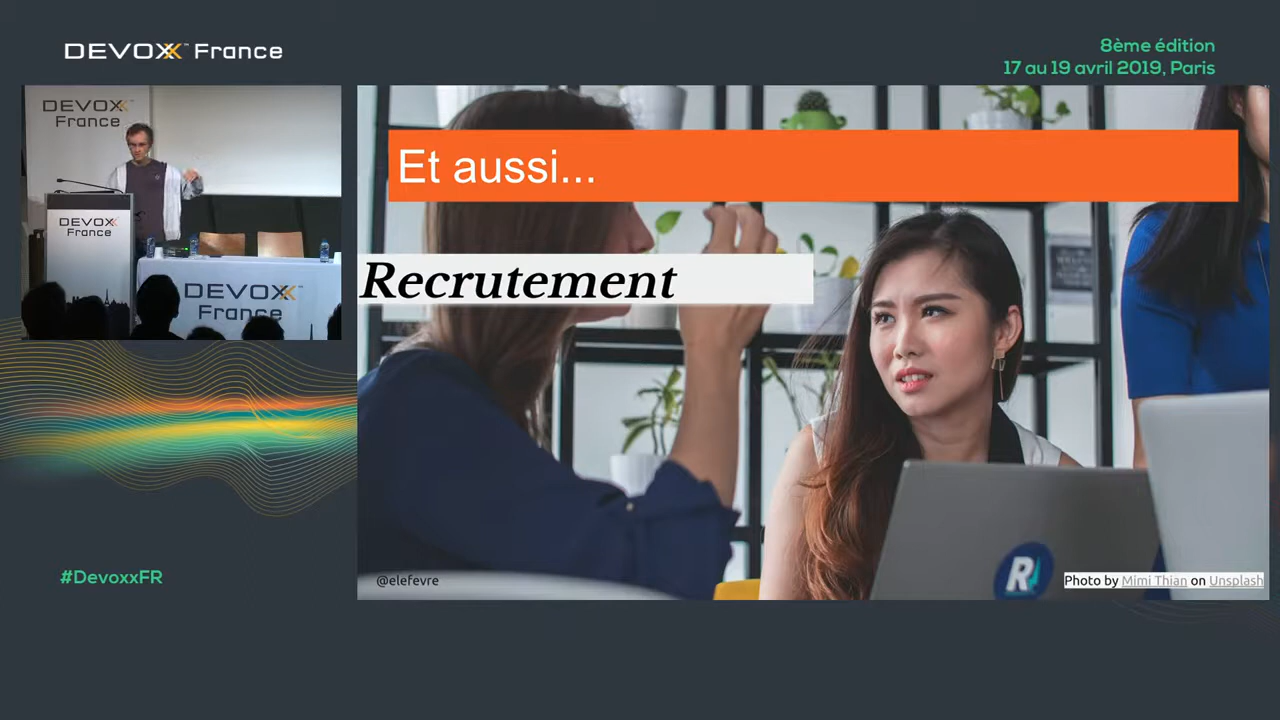 DEVOXX™ France
8ème édition
17 au 19 avril 2019, Paris
DEVOXX
France
DEVOXX
France
DEVOXX
France
Et aussi...
Recrutement
@elefevre
Photo by Mimi Thian on Unsplash
R
#DevoxxFR